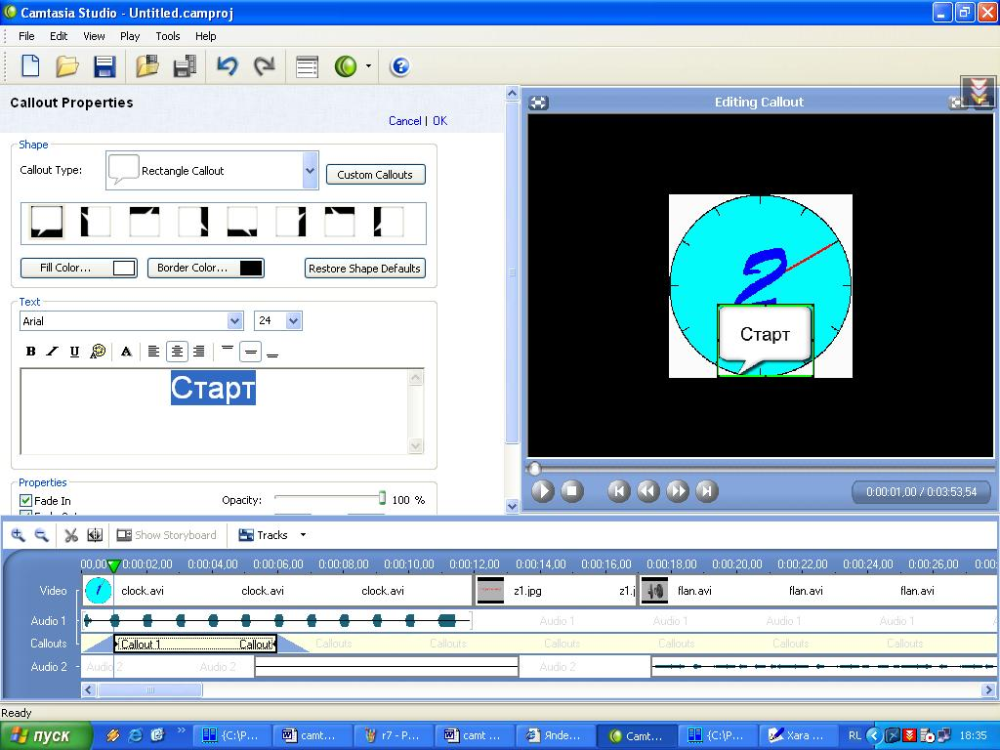 Camtasia Studio - Untitled.camproj
File Edit View Play Tools Help
Callout Properties
Cancel | OK
Editing Callout
Shape
Callout Type: Rectangle Callout Custom Callouts
Fill Color... Border Color... Restore Shape Defaults
Text
Arial 24
B I U A
Старт
2
Старт
Properties
Fade In Opacity: 100 %
0:00:01,00 / 0:03:53,54
Show Storyboard Tracks
00,00 0:00:02,00 0:00:04,00 0:00:06,00 0:00:08,00 0:00:10,00 0:00:12,00 0:00:14,00 0:00:16,00 0:00:18,00 0:00:20,00 0:00:22,00 0:00:24,00 0:00:26,00 0:00:
Video 1 clock.avi clock.avi clock.avi z1.jpg z1.j flan.avi flan.avi flan.avi
Audio 1 Audio 1 Audio 1 Audio 1 Audio 1
Callouts Callout 1 Callout Callouts Callouts Callouts Callouts Callouts Callouts
Audio 2 Audio 2 Audio 2 Audio 2
Ready
пуск {C:\P... camt... r7 - P... camt ... Янde... Camt... {C:\P... Xara ... RL 18:35